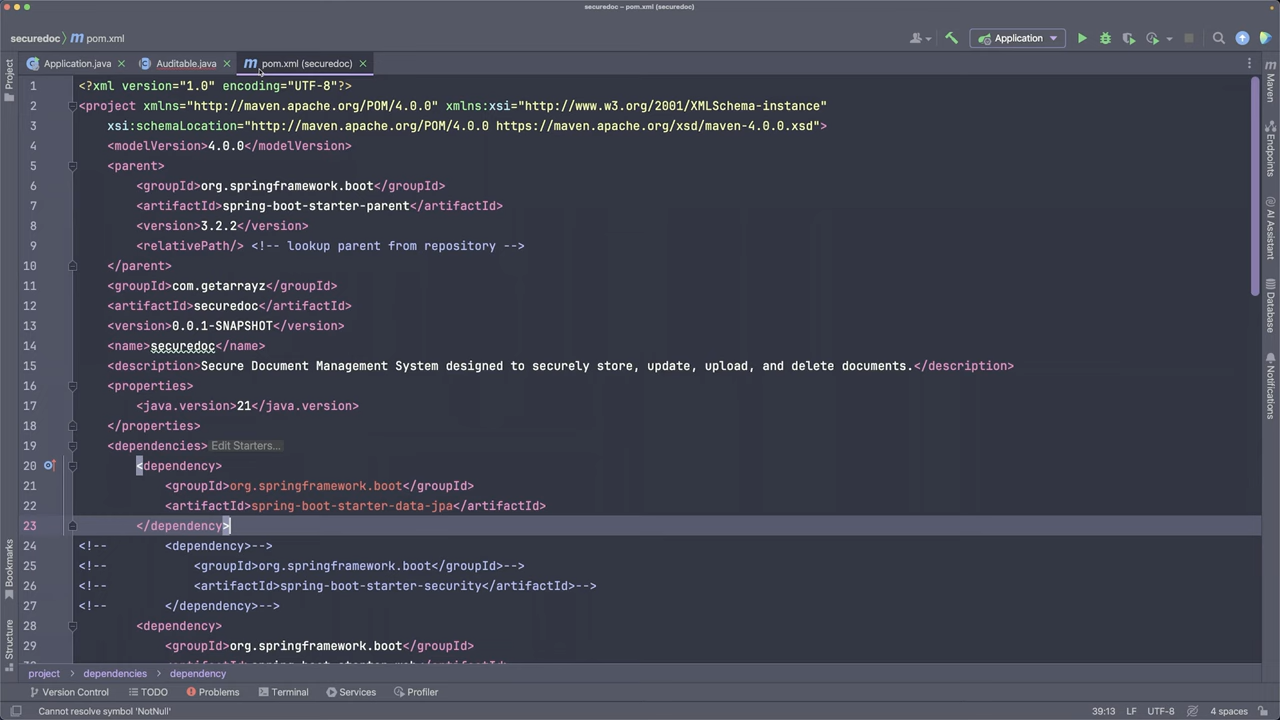 securedoc – pom.xml (securedoc)
securedoc pom.xml
Application
Application.java
Auditable.java
pom.xml (securedoc)
Project
1 <?xml version="1.0" encoding="UTF-8"?>
2 <project xmlns="http://maven.apache.org/POM/4.0.0" xmlns:xsi="http://www.w3.org/2001/XMLSchema-instance"
3 xsi:schemaLocation="http://maven.apache.org/POM/4.0.0 https://maven.apache.org/xsd/maven-4.0.0.xsd">
4 <modelVersion>4.0.0</modelVersion>
5 <parent>
6 <groupId>org.springframework.boot</groupId>
7 <artifactId>spring-boot-starter-parent</artifactId>
8 <version>3.2.2</version>
9 <relativePath/> <!-- lookup parent from repository -->
10 </parent>
11 <groupId>com.getarrayz</groupId>
12 <artifactId>securedoc</artifactId>
13 <version>0.0.1-SNAPSHOT</version>
14 <name>securedoc</name>
15 <description>Secure Document Management System designed to securely store, update, upload, and delete documents.</description>
16 <properties>
17 <java.version>21</java.version>
18 </properties>
19 <dependencies> Edit Starters...
20 <dependency>
21 <groupId>org.springframework.boot</groupId>
22 <artifactId>spring-boot-starter-data-jpa</artifactId>
23 </dependency>
24 <!-- <dependency>-->
25 <!-- <groupId>org.springframework.boot</groupId>-->
26 <!-- <artifactId>spring-boot-starter-security</artifactId>-->
27 <!-- </dependency>-->
28 <dependency>
29 <groupId>org.springframework.boot</groupId>
Maven
Endpoints
AI Assistant
Database
Notifications
Bookmarks
Structure
project dependencies dependency
Version Control TODO Problems Terminal Services Profiler
Cannot resolve symbol 'NotNull' 39:13 LF UTF-8 4 spaces